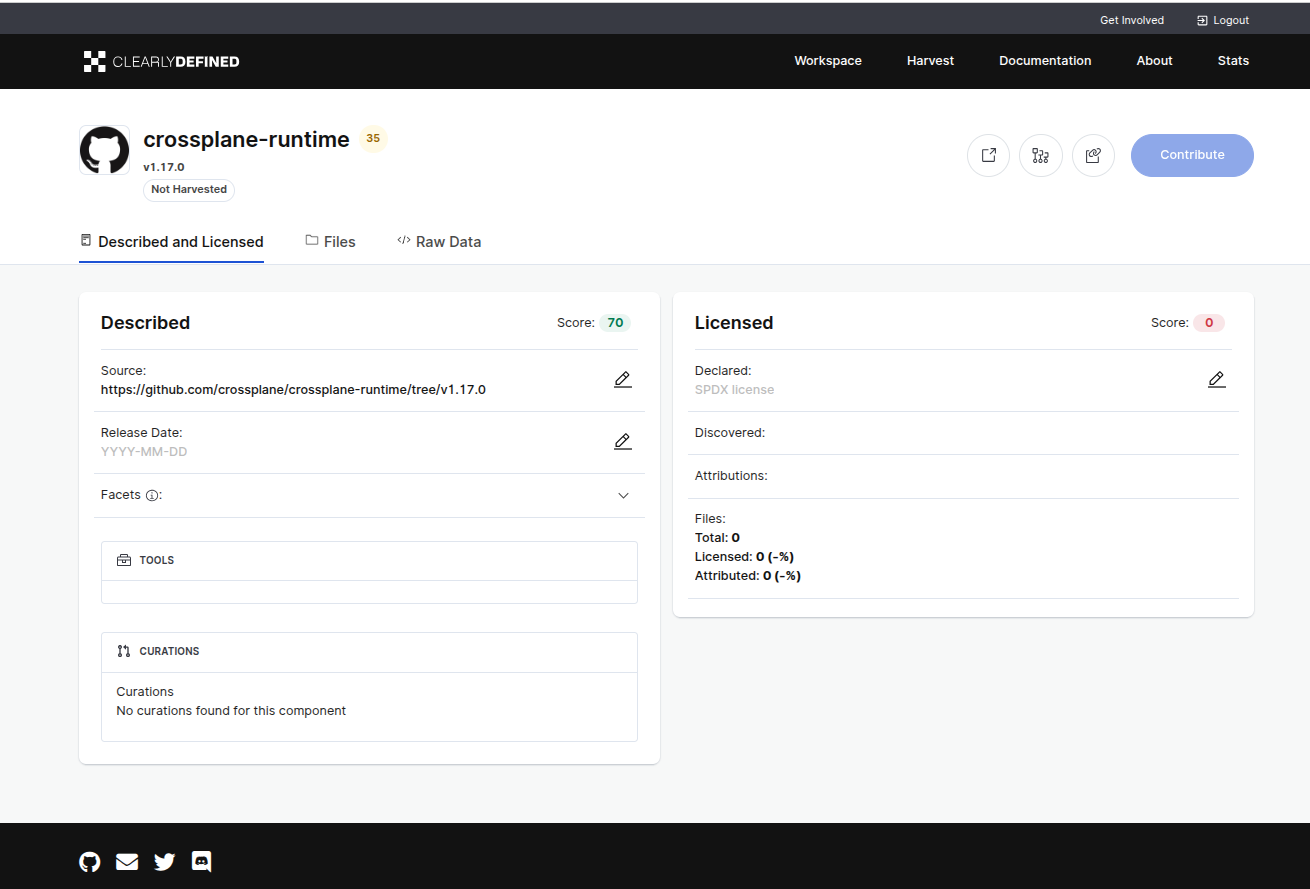 Get Involved
Logout
CLEARLYDEFINED
Workspace
Harvest
Documentation
About
Stats
crossplane-runtime 35
v1.17.0
Not Harvested
Contribute
Described and Licensed
Files
Raw Data
Described
Score: 70
Source:
https://github.com/crossplane/crossplane-runtime/tree/v1.17.0
Release Date:
YYYY-MM-DD
Facets :
TOOLS
CURATIONS
Curations
No curations found for this component
Licensed
Score: 0
Declared:
SPDX license
Discovered:
Attributions:
Files:
Total: 0
Licensed: 0 (-%)
Attributed: 0 (-%)